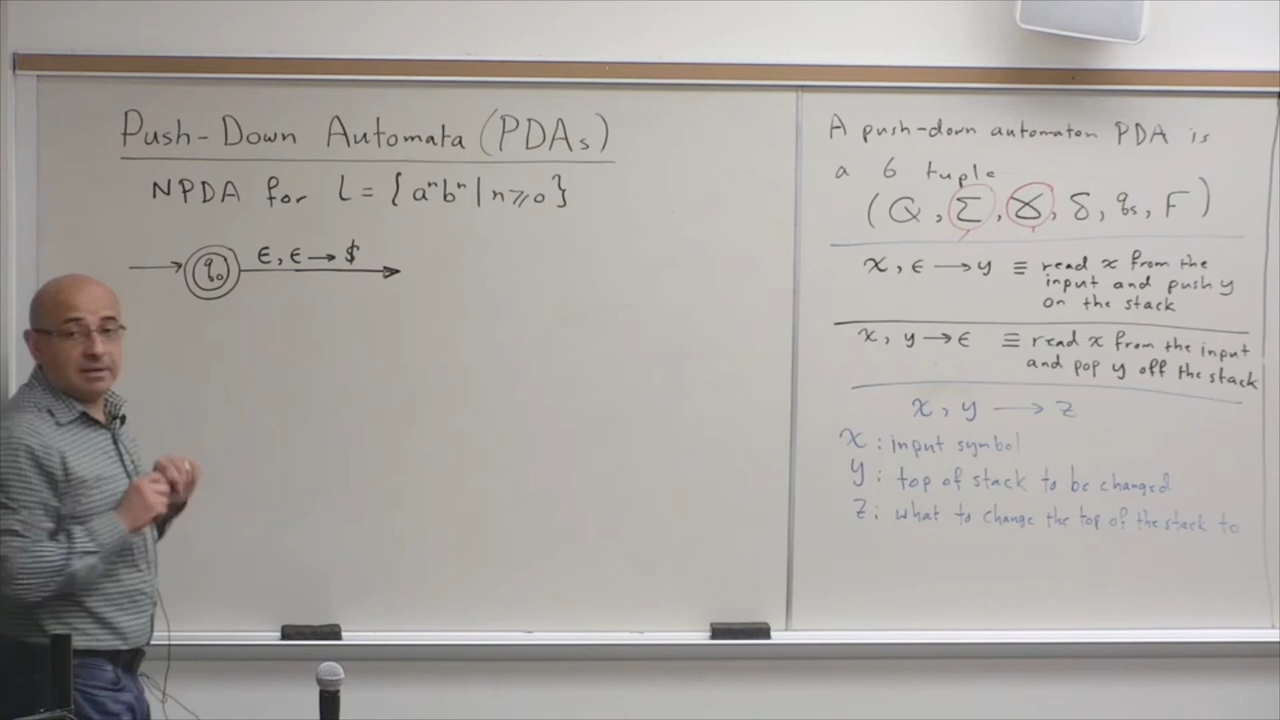 Push-Down Automata (PDAs)
NPDA for L = {aⁿbⁿ | n≥0}
q₀
ϵ, ϵ → $
A push-down automaton PDA is
a 6 tuple
(Q, Σ, Ɣ, δ, qₛ, F)
x, ϵ → y ≡ read x from the
input and push y
on the stack
x, y → ϵ ≡ read x from the input
and pop y off the stack
x, y → z
x: input symbol
y: top of stack to be changed
z: what to change the top of the stack to